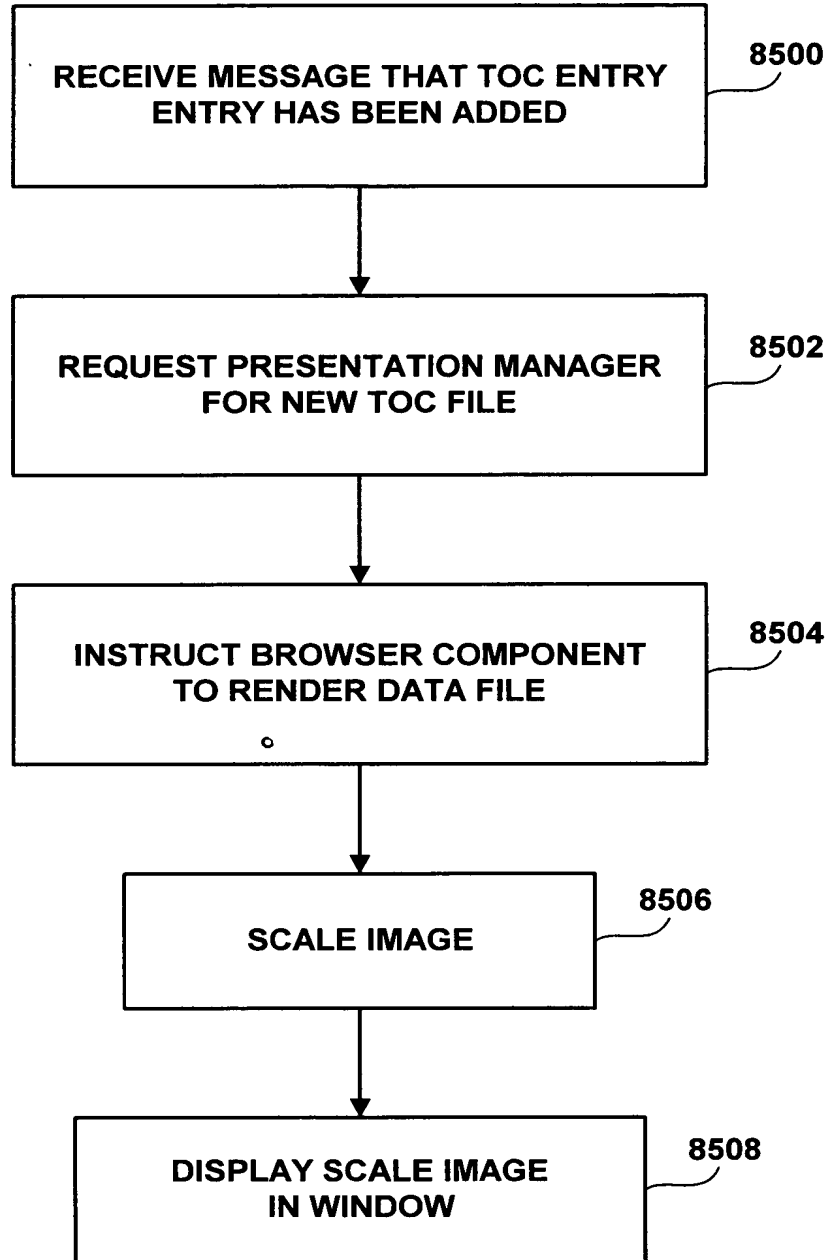 RECEIVE MESSAGE THAT TOC ENTRY
ENTRY HAS BEEN ADDED
8500
REQUEST PRESENTATION MANAGER
FOR NEW TOC FILE
8502
INSTRUCT BROWSER COMPONENT
TO RENDER DATA FILE
8504
SCALE IMAGE
8506
DISPLAY SCALE IMAGE
IN WINDOW
8508